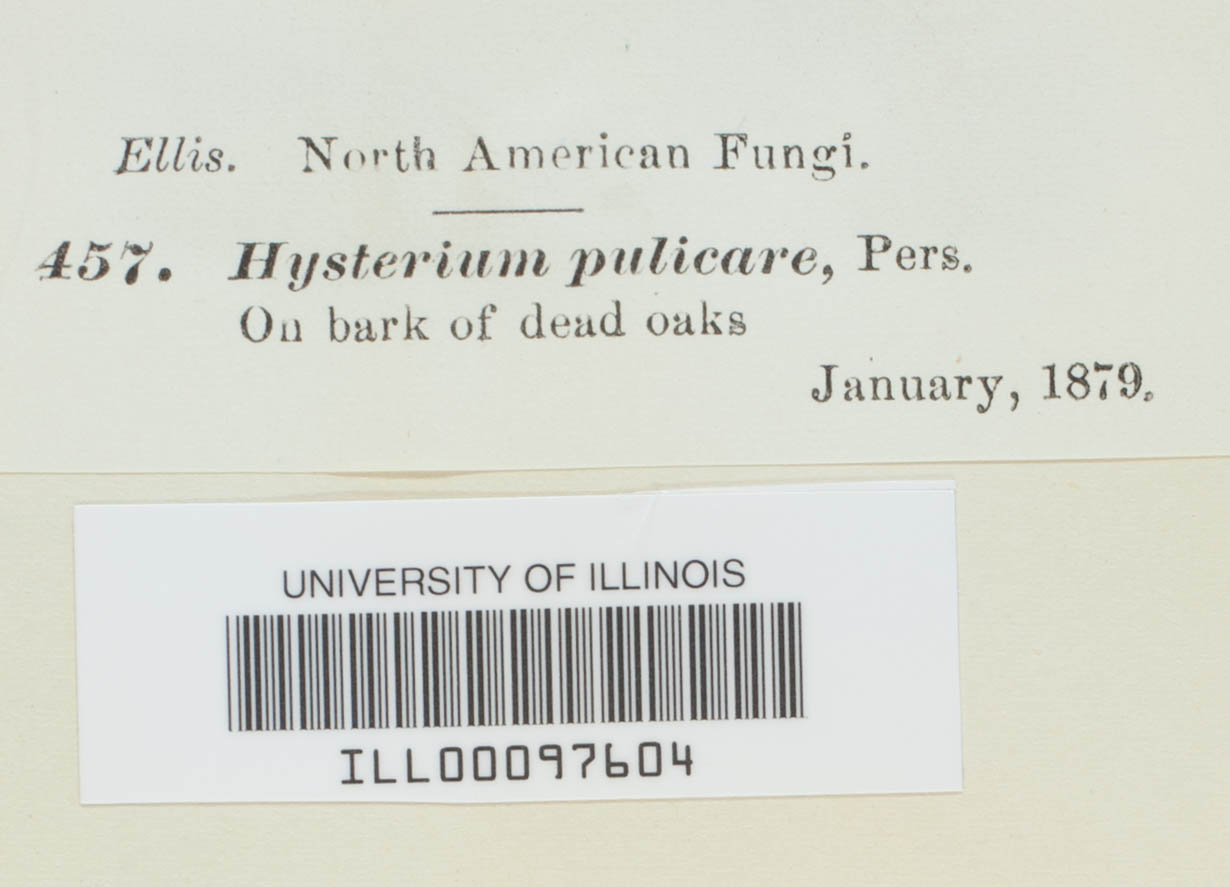 Ellis. North American Fungi.
457. Hysterium pulicare, Pers.
On bark of dead oaks
January, 1879.
UNIVERSITY OF ILLINOIS
ILL00097604